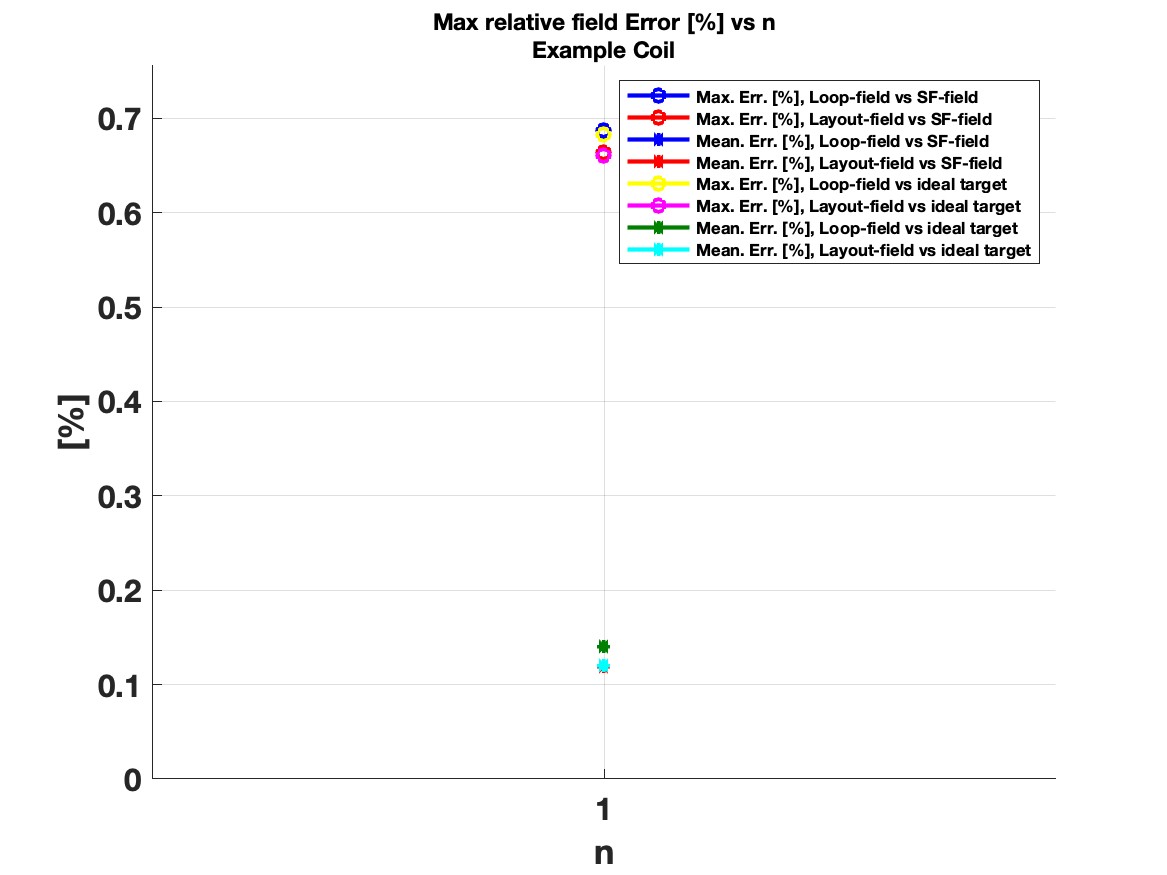 Max relative field Error [%] vs n
Example Coil
Max. Err. [%], Loop-field vs SF-field
Max. Err. [%], Layout-field vs SF-field
Mean. Err. [%], Loop-field vs SF-field
Mean. Err. [%], Layout-field vs SF-field
Max. Err. [%], Loop-field vs ideal target
Max. Err. [%], Layout-field vs ideal target
Mean. Err. [%], Loop-field vs ideal target
Mean. Err. [%], Layout-field vs ideal target
0.7
0.6
0.5
0.4
0.3
0.2
0.1
0
[%]
1
n